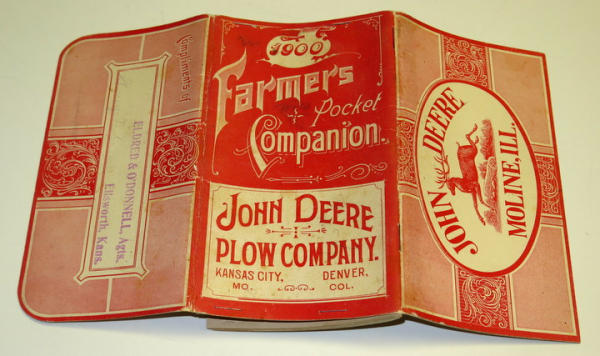 Compliments of
ELDRED & O'DONNELL, Agts.
Ellsworth, Kans.
1900
Farmers
Pocket
Companion.
JOHN DEERE
PLOW COMPANY.
KANSAS CITY, DENVER,
MO. COL.
JOHN DEERE
MOLINE, ILL.